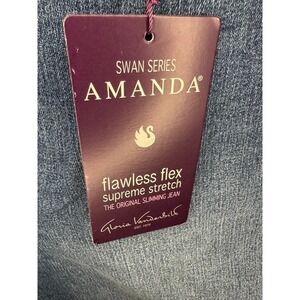 SWAN SERIES
AMANDA®
flawless flex
supreme stretch
THE ORIGINAL SLIMMING JEAN
Gloria Vanderbilt